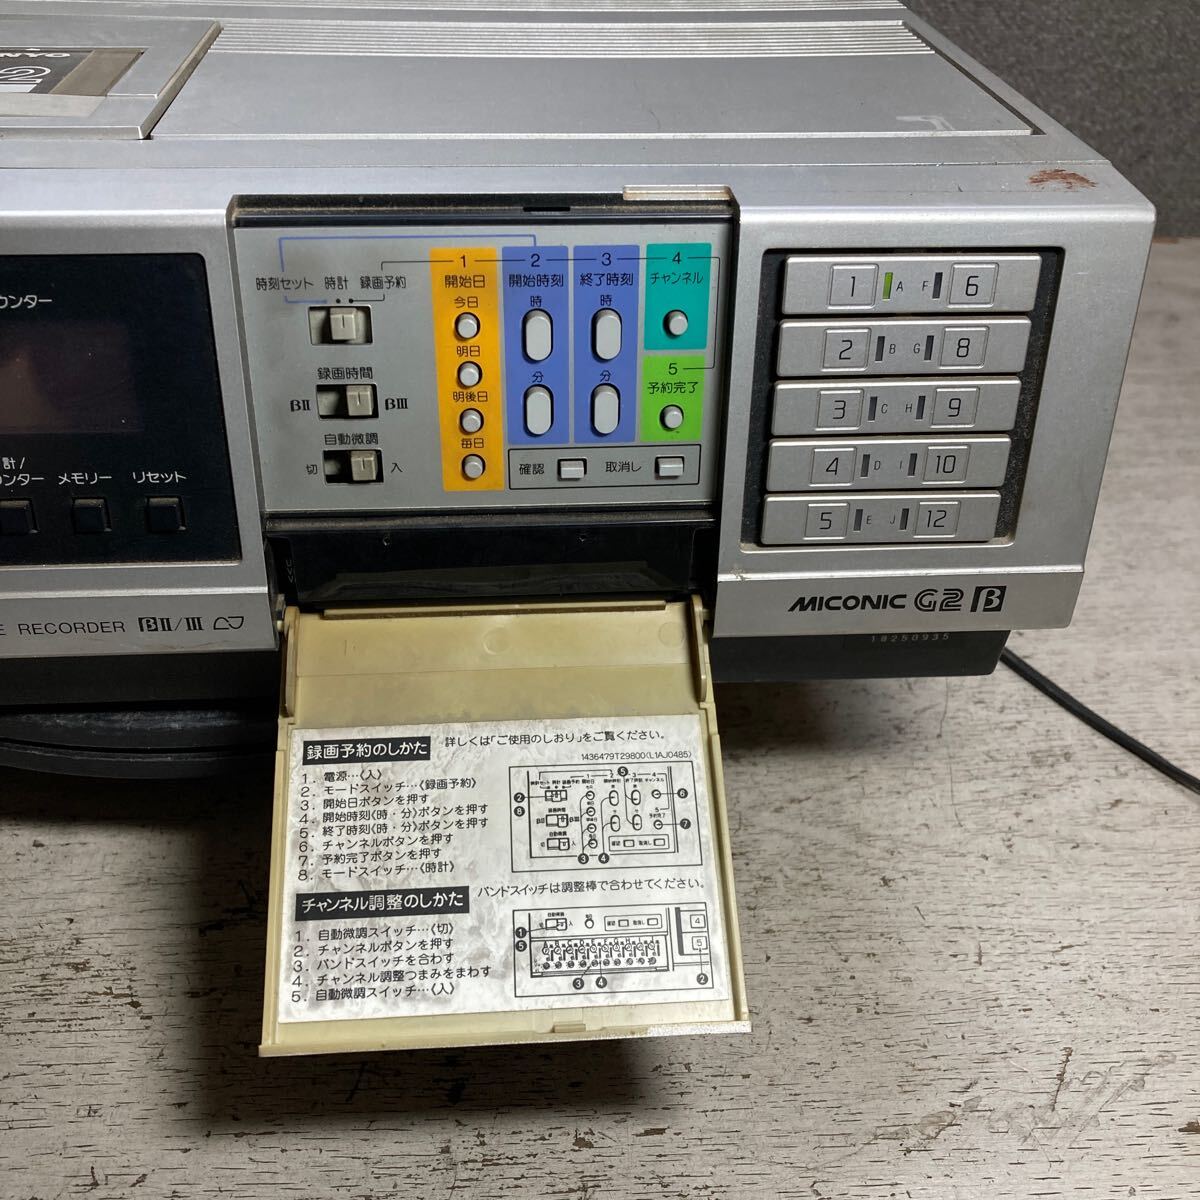 NYO
ウンター
計/
ンター メモリー リセット
E RECORDER βII/III
時刻セット 時計 録画予約
録画時間
βII βIII
自動微調
切 入
1
開始日
今日
明日
明後日
毎日
2
開始時刻
時
分
3
終了時刻
時
分
4
チャンネル
5
予約完了
確認 取消し
1 A F 6
2 B G 8
3 C H 9
4 D I 10
5 E J 12
MICONIC G2 β
18250935
録画予約のしかた 詳しくは「ご使用のしおり」をご覧ください。
1436479T29800(L1AJ0485)
1. 電源…〈入〉
2. モードスイッチ…〈録画予約〉
3. 開始日ボタンを押す
4. 開始時刻〈時・分〉ボタンを押す
5. 終了時刻〈時・分〉ボタンを押す
6. チャンネルボタンを押す
7. 予約完了ボタンを押す
8. モードスイッチ…〈時計〉
チャンネル調整のしかた バンドスイッチは調整棒で合わせてください。
1. 自動微調スイッチ…〈切〉
2. チャンネルボタンを押す
3. バンドスイッチを合わす
4. チャンネル調整つまみをまわす
5. 自動微調スイッチ…〈入〉